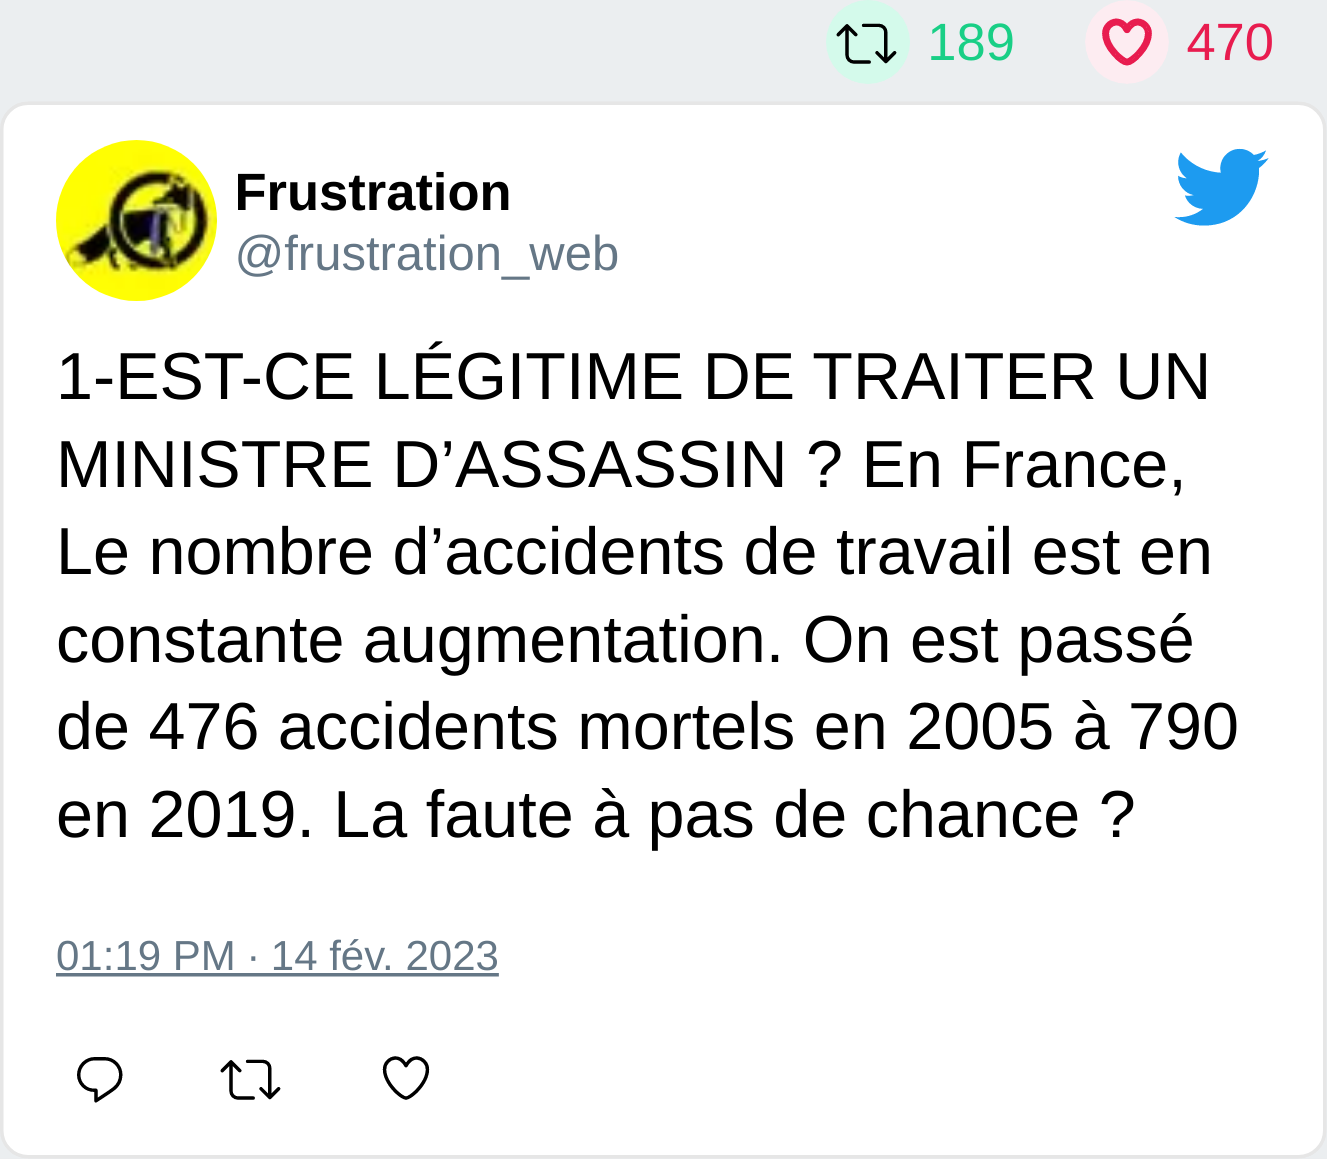 189 470
Frustration
@frustration_web
1-EST-CE LÉGITIME DE TRAITER UN
MINISTRE D’ASSASSIN ? En France,
Le nombre d’accidents de travail est en
constante augmentation. On est passé
de 476 accidents mortels en 2005 à 790
en 2019. La faute à pas de chance ?
01:19 PM · 14 fév. 2023